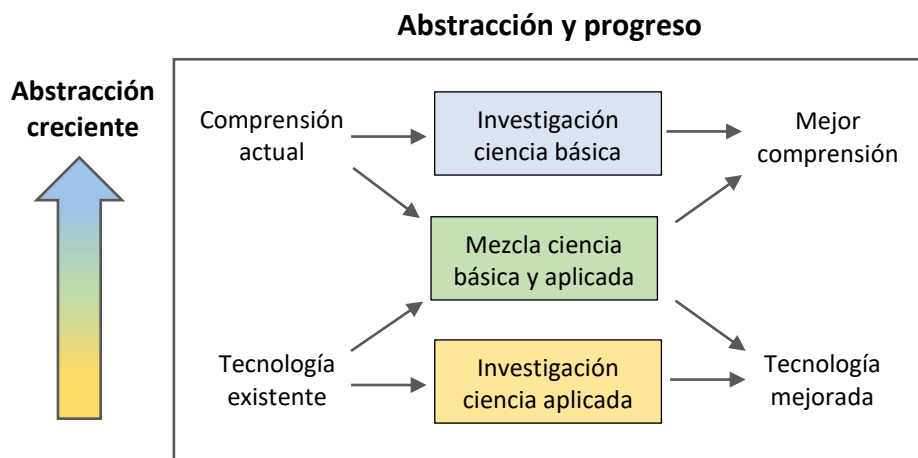 Abstracción y progreso
Abstracción
creciente
Comprensión
actual
Investigación
ciencia básica
Mejor
comprensión
Mezcla ciencia
básica y aplicada
Tecnología
existente
Investigación
ciencia aplicada
Tecnología
mejorada